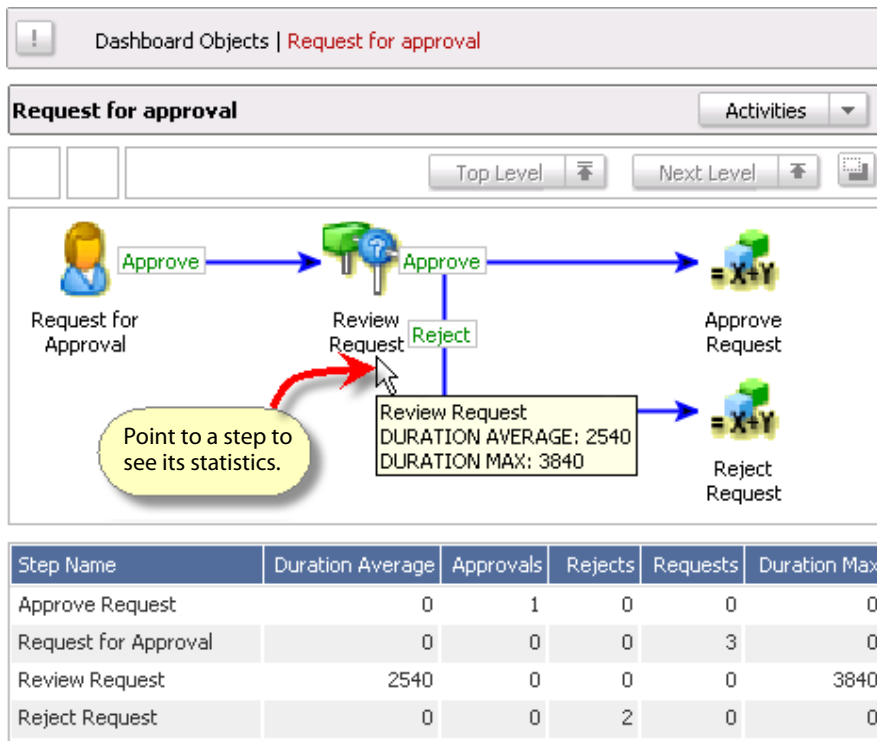 !
Dashboard Objects | Request for approval
Request for approval
Activities
Top Level
Next Level
Approve
Approve
= X+Y
Request for
Approval
Review
Request
Reject
Approve
Request
Point to a step to
see its statistics.
Review Request
DURATION AVERAGE: 2540
DURATION MAX: 3840
= X+Y
Reject
Request
Step Name Duration Average Approvals Rejects Requests Duration Max
Approve Request 0 1 0 0 0
Request for Approval 0 0 0 3 0
Review Request 2540 0 0 0 3840
Reject Request 0 0 2 0 0